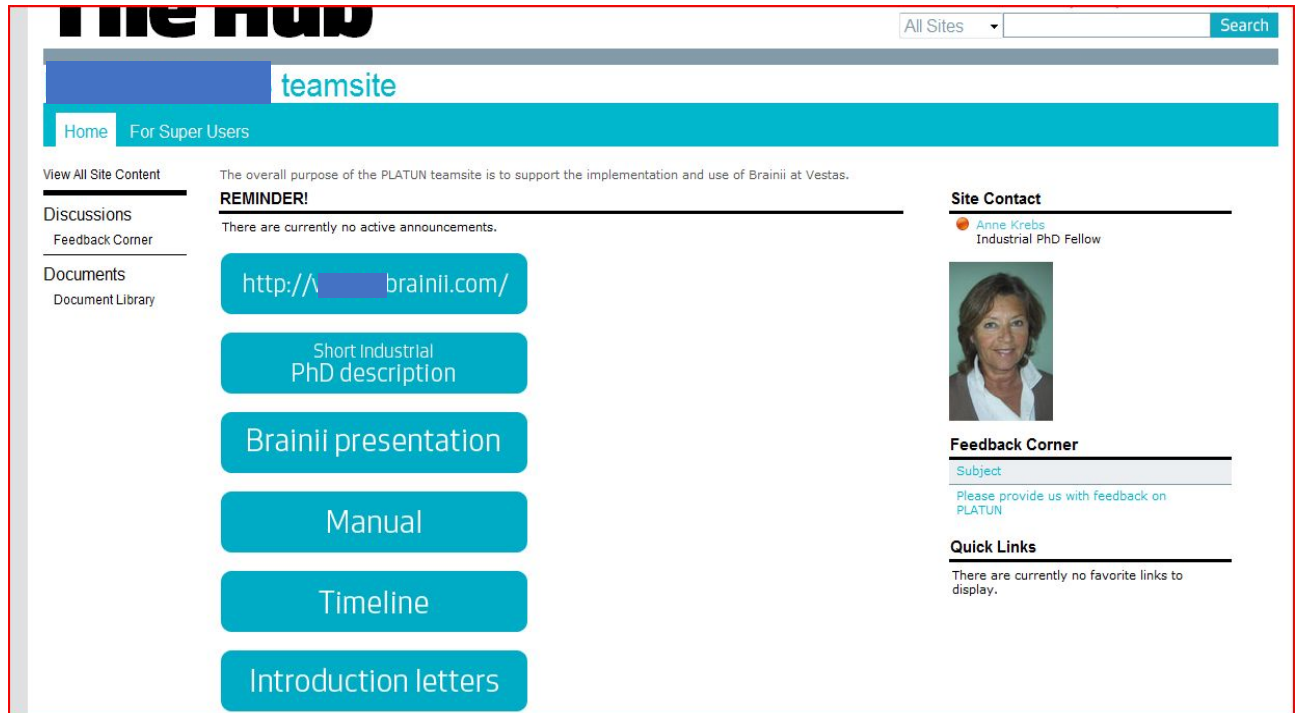 The Hub
All Sites
Search
teamsite
Home
For Super Users
View All Site Content
Discussions
Feedback Corner
Documents
Document Library
The overall purpose of the PLATUN teamsite is to support the implementation and use of Brainii at Vestas.
REMINDER!
There are currently no active announcements.
http://v brainii.com/
Short Industrial
PhD description
Brainii presentation
Manual
Timeline
Introduction letters
Site Contact
Anne Krebs
Industrial PhD Fellow
Feedback Corner
Subject
Please provide us with feedback on
PLATUN
Quick Links
There are currently no favorite links to
display.